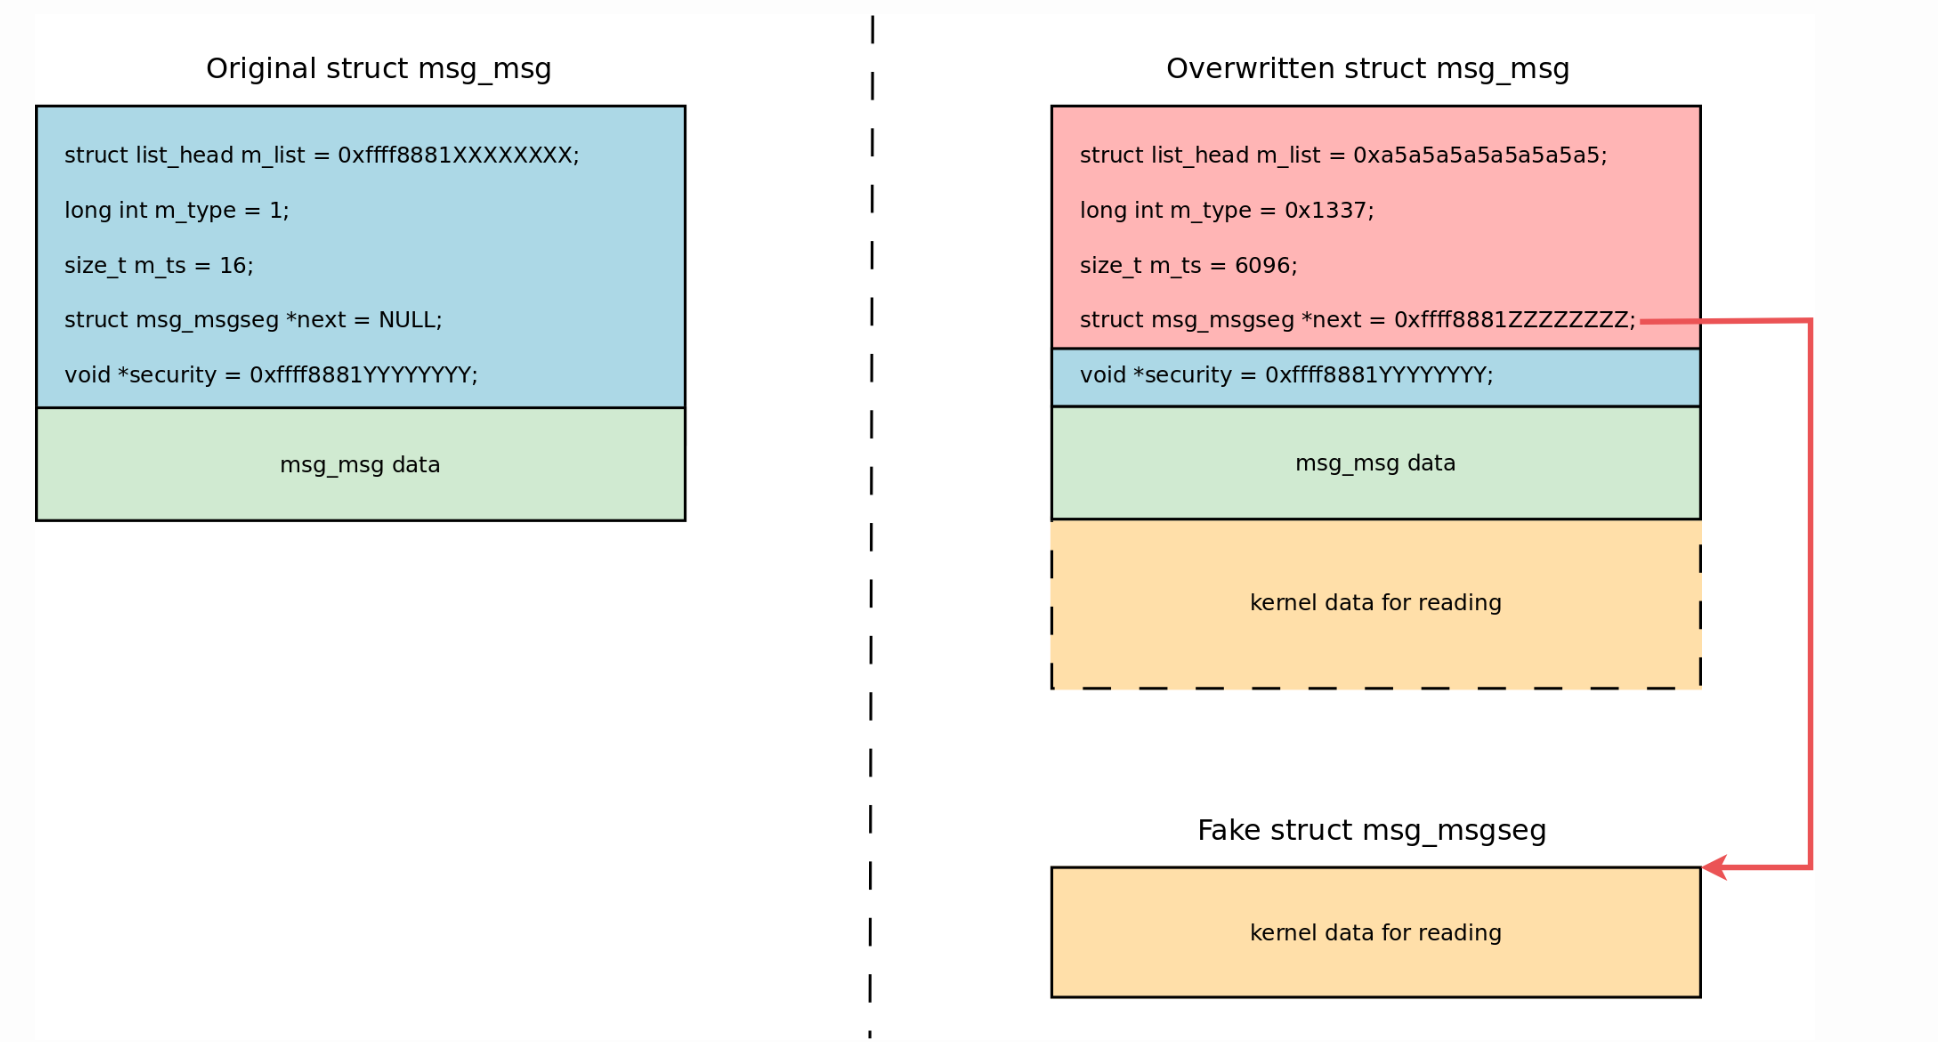 Original struct msg_msg
struct list_head m_list = 0xffff8881XXXXXXXX;
long int m_type = 1;
size_t m_ts = 16;
struct msg_msgseg *next = NULL;
void *security = 0xffff8881YYYYYYYY;
msg_msg data
Overwritten struct msg_msg
struct list_head m_list = 0xa5a5a5a5a5a5a5a5;
long int m_type = 0x1337;
size_t m_ts = 6096;
struct msg_msgseg *next = 0xffff8881ZZZZZZZZ;
void *security = 0xffff8881YYYYYYYY;
msg_msg data
kernel data for reading
Fake struct msg_msgseg
kernel data for reading